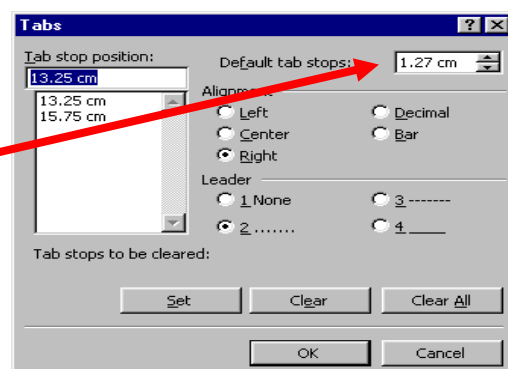 Tabs
Tab stop position:
Default tab stops:
1.27 cm
13.25 cm
13.25 cm
15.75 cm
Alignment
Left
Decimal
Center
Bar
Right
Leader
1 None
3 -------
2 .......
4 ____
Tab stops to be cleared:
Set
Clear
Clear All
OK
Cancel